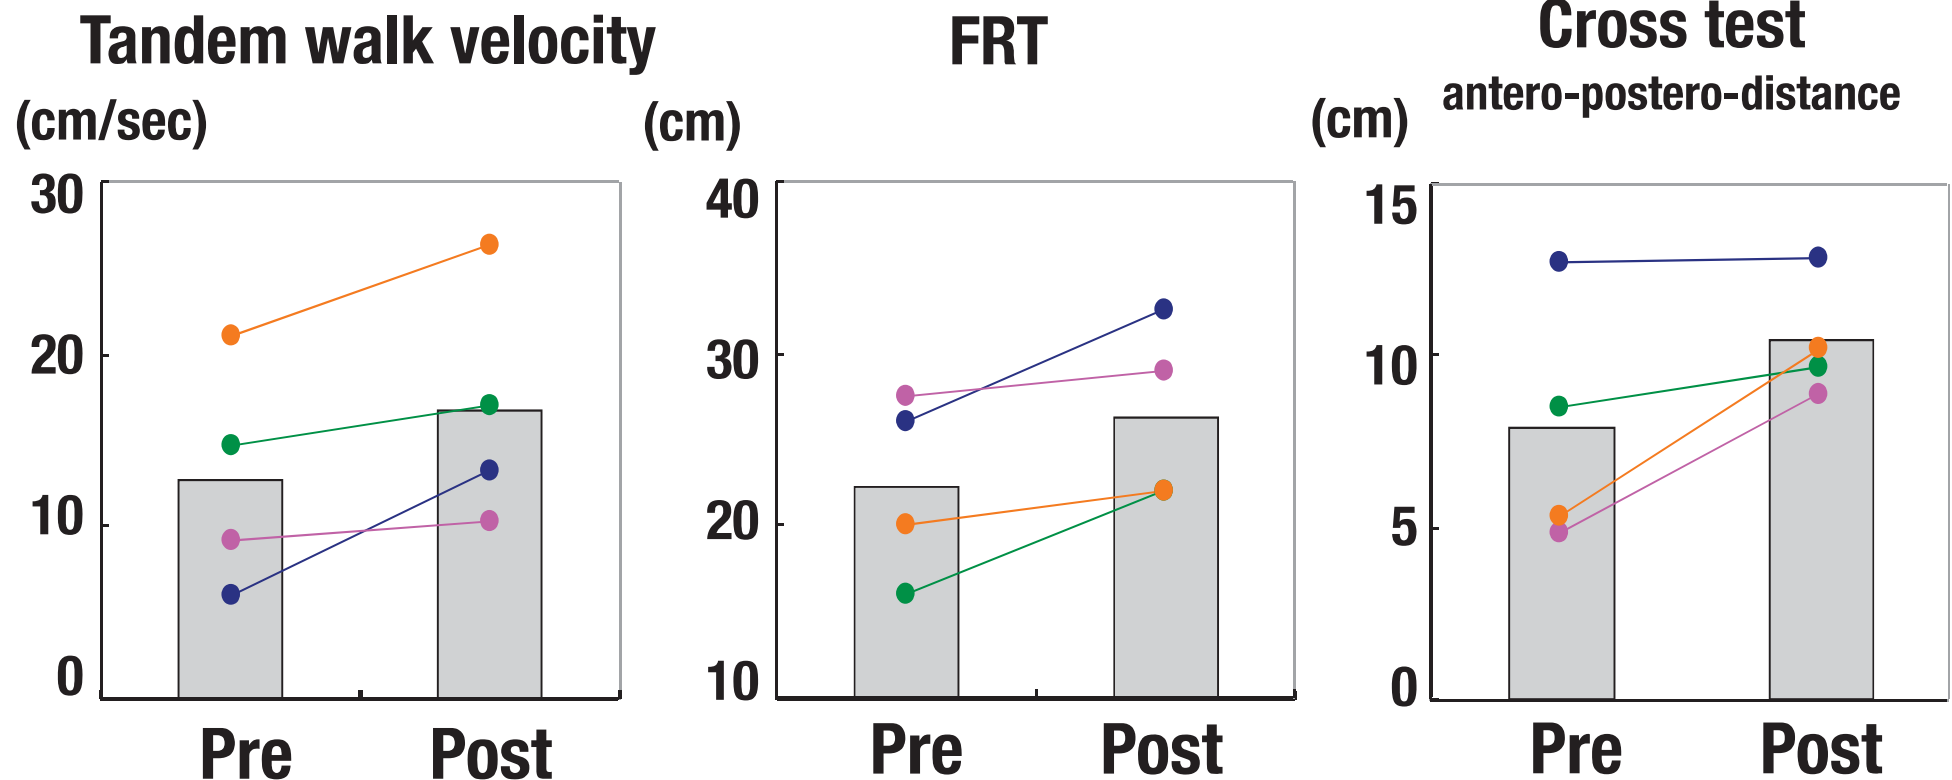 Tandem walk velocity
(cm/sec)
30
20
10
0
Pre Post
FRT
(cm)
40
30
20
10
Pre Post
Cross test
antero-postero-distance
(cm)
15
10
5
0
Pre Post